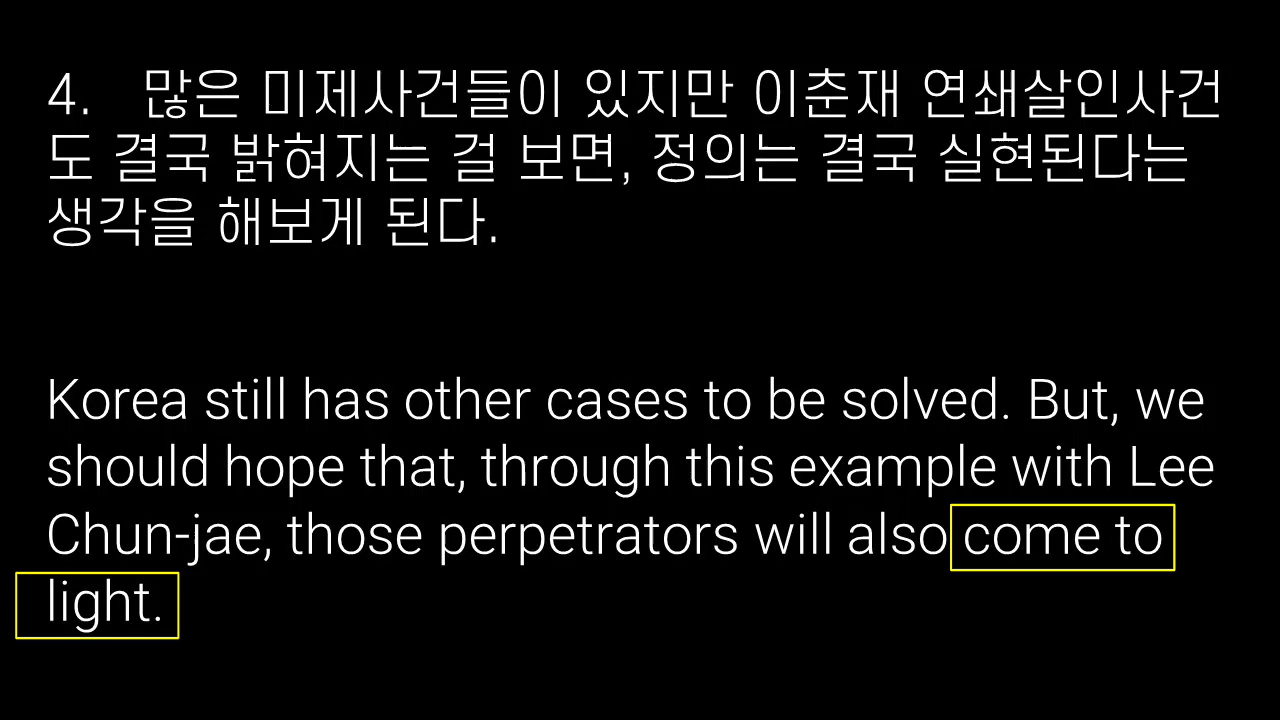 4. 많은 미제사건들이 있지만 이춘재 연쇄살인사건
도 결국 밝혀지는 걸 보면, 정의는 결국 실현된다는
생각을 해보게 된다.
Korea still has other cases to be solved. But, we
should hope that, through this example with Lee
Chun-jae, those perpetrators will also come to
light.